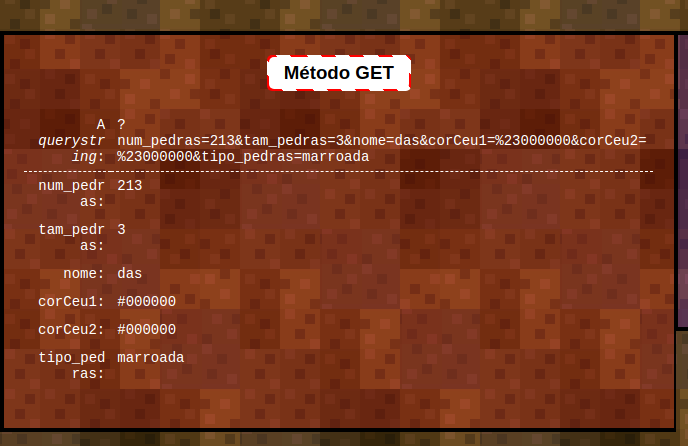 Método GET
A ?
querystr num_pedras=213&tam_pedras=3&nome=das&corCeu1=%23000000&corCeu2=
ing: %23000000&tipo_pedras=marroada
num_pedr 213
as:
tam_pedr 3
as:
nome: das
corCeu1: #000000
corCeu2: #000000
tipo_ped marroada
ras: